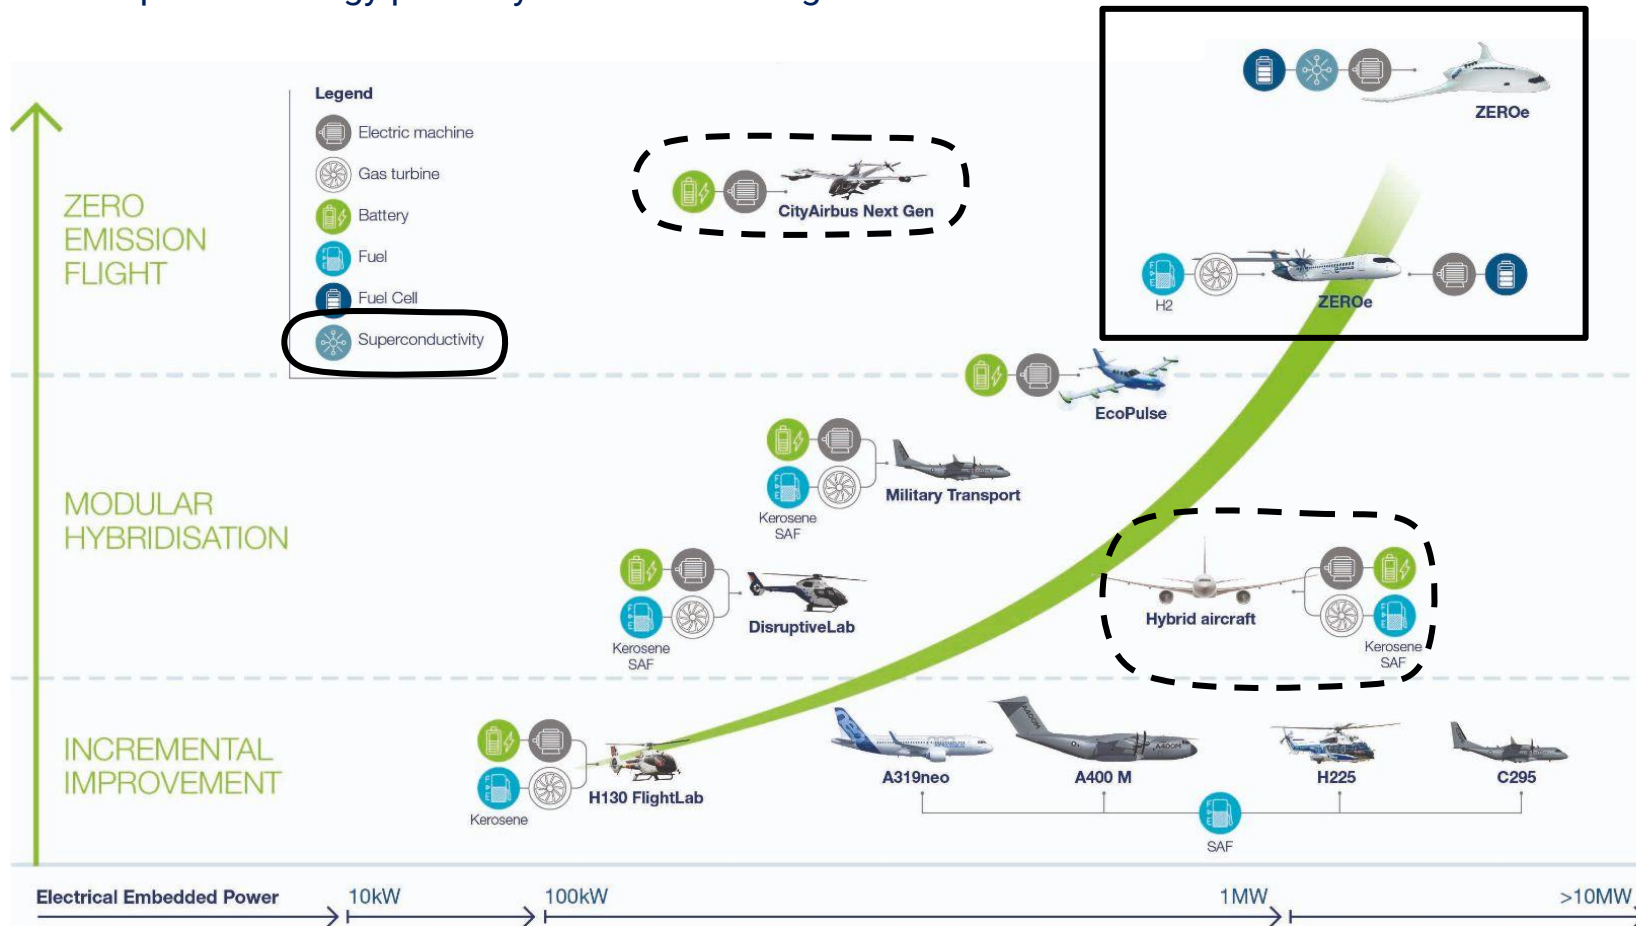 Legend
Electric machine
Gas turbine
Battery
Fuel
Fuel Cell
Superconductivity
ZERO
EMISSION
FLIGHT
CityAirbus Next Gen
ZEROe
H2
ZEROe
EcoPulse
MODULAR
HYBRIDISATION
Military Transport
Kerosene
SAF
DisruptiveLab
Kerosene
SAF
Hybrid aircraft
Kerosene
SAF
INCREMENTAL
IMPROVEMENT
H130 FlightLab
Kerosene
A319neo
A400 M
H225
C295
A400M
A400M
SAF
Electrical Embedded Power
10kW
100kW
1MW
>10MW